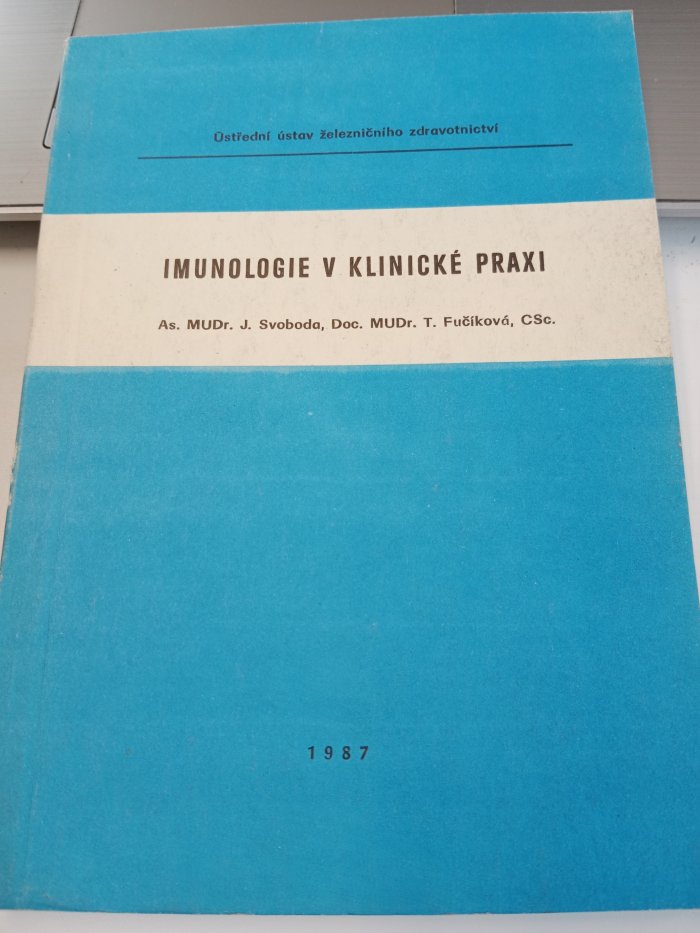 Ústřední ústav železničního zdravotnictví
IMUNOLOGIE V KLINICKÉ PRAXI
As. MUDr. J. Svoboda, Doc. MUDr. T. Fučíková, CSc.
1987